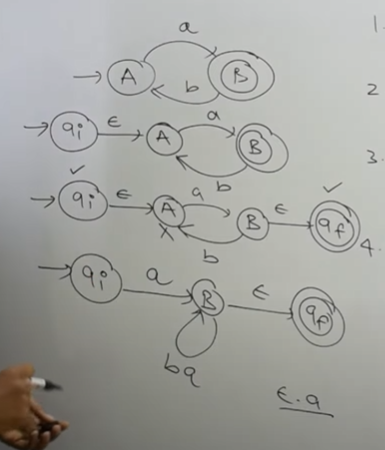 a
A B
b
1.
qi ε A a B
b
2
3.
✓ qi ε A a B ε ✓ qf
x
b
4.
qi a B ε qf
ba
ε.a